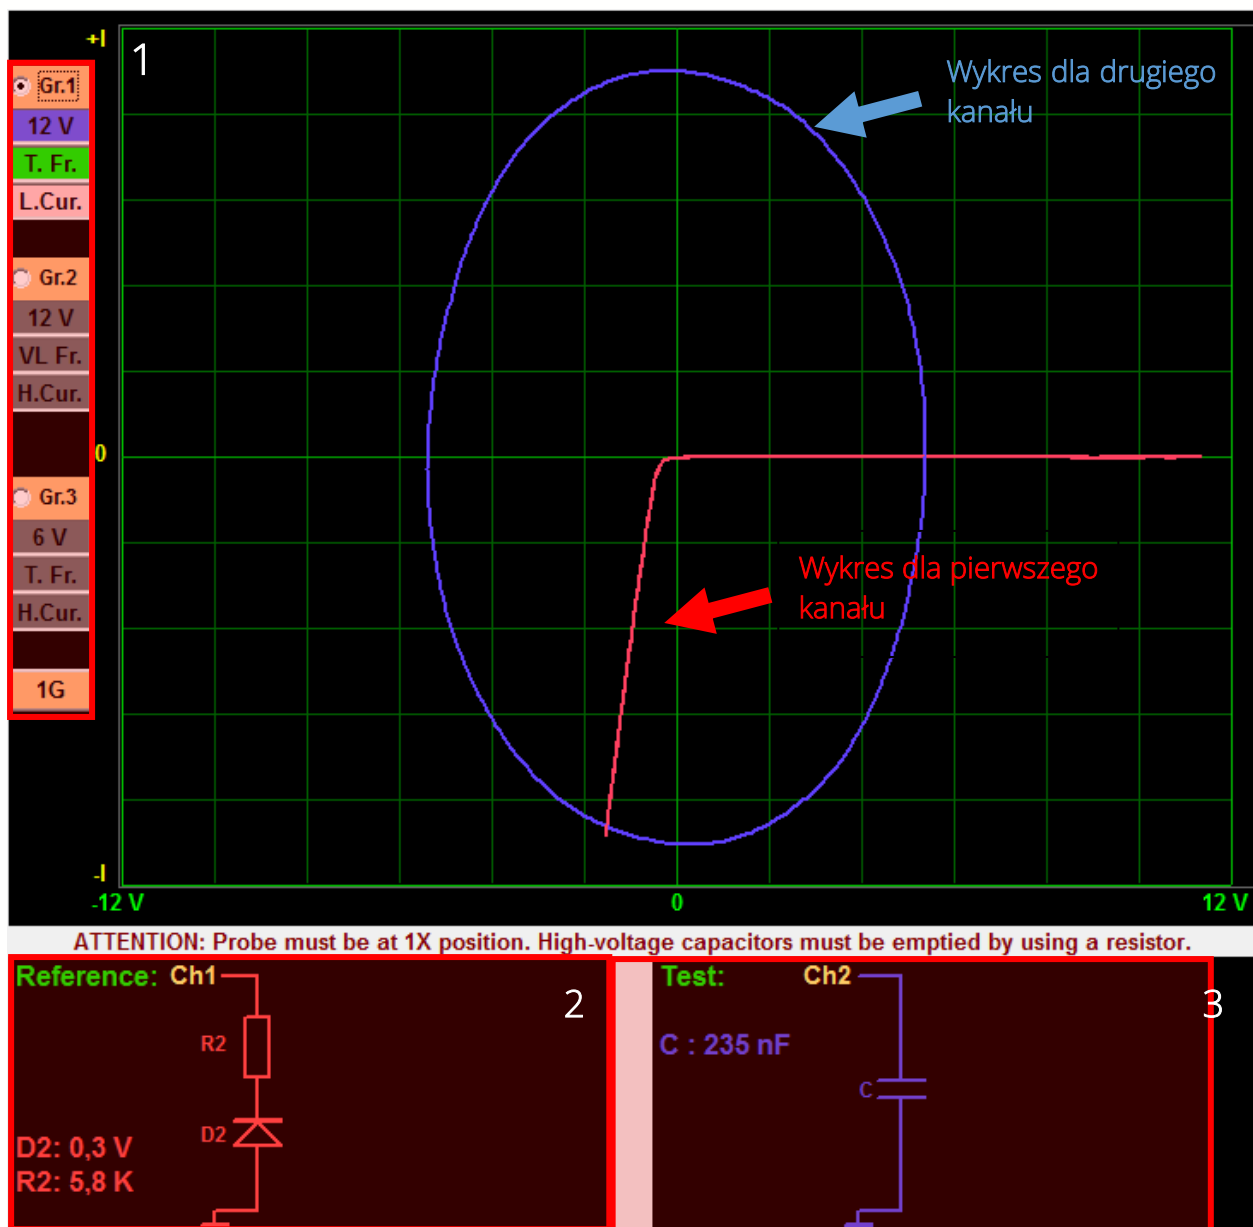 +I
1
Wykres dla drugiego
kanału
Gr.1
12 V
T. Fr.
L.Cur.
Gr.2
12 V
VL Fr.
H.Cur.
0
Gr.3
6 V
T. Fr.
H.Cur.
1G
Wykres dla pierwszego
kanału
-I
-12 V
0
12 V
ATTENTION: Probe must be at 1X position. High-voltage capacitors must be emptied by using a resistor.
Reference: Ch1
2
R2
D2
D2: 0,3 V
R2: 5,8 K
Test: Ch2
3
C : 235 nF
C